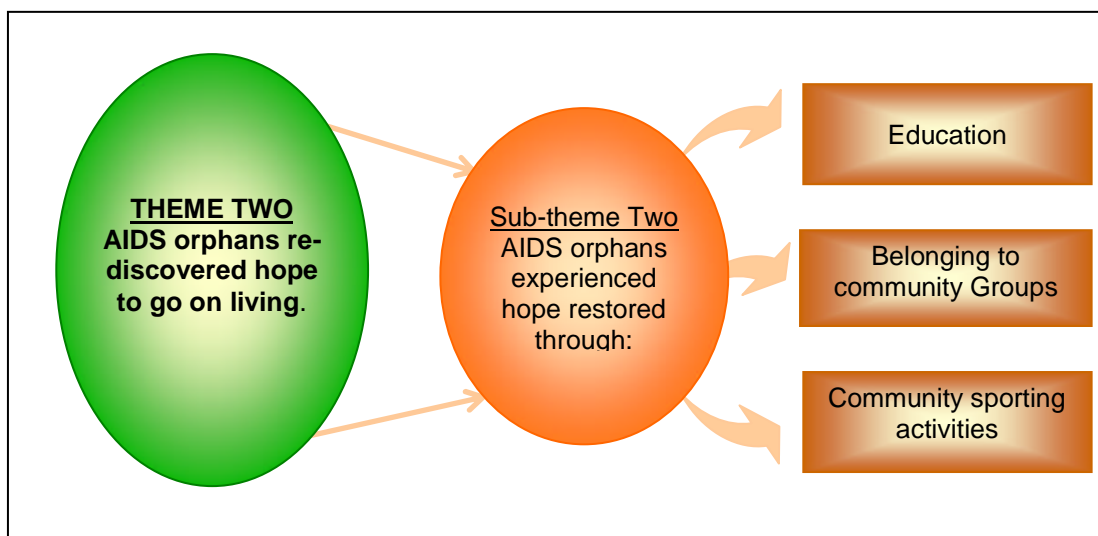 THEME TWO
AIDS orphans re-
discovered hope
to go on living.
Sub-theme Two
AIDS orphans
experienced
hope restored
through:
Education
Belonging to
community Groups
Community sporting
activities